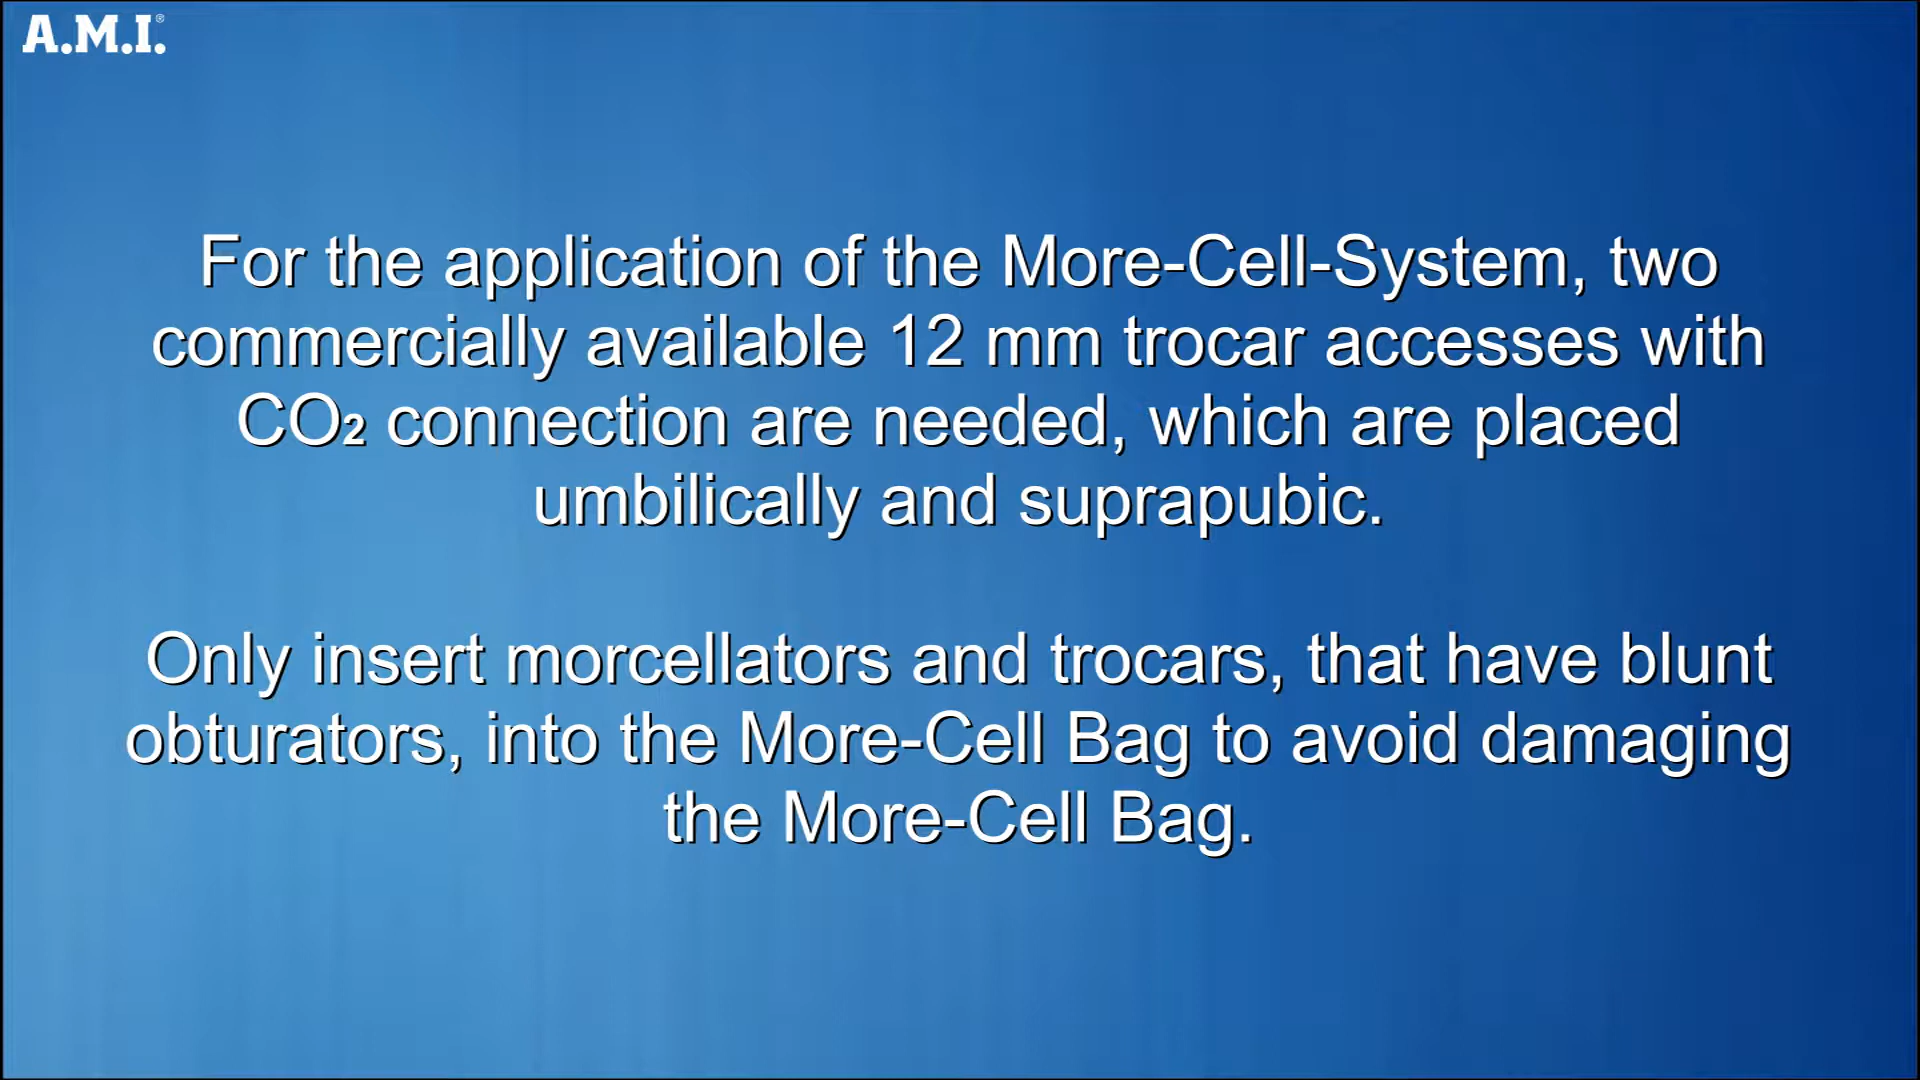 A.M.I.®
For the application of the More-Cell-System, two
commercially available 12 mm trocar accesses with
CO₂ connection are needed, which are placed
umbilically and suprapubic.
Only insert morcellators and trocars, that have blunt
obturators, into the More-Cell Bag to avoid damaging
the More-Cell Bag.